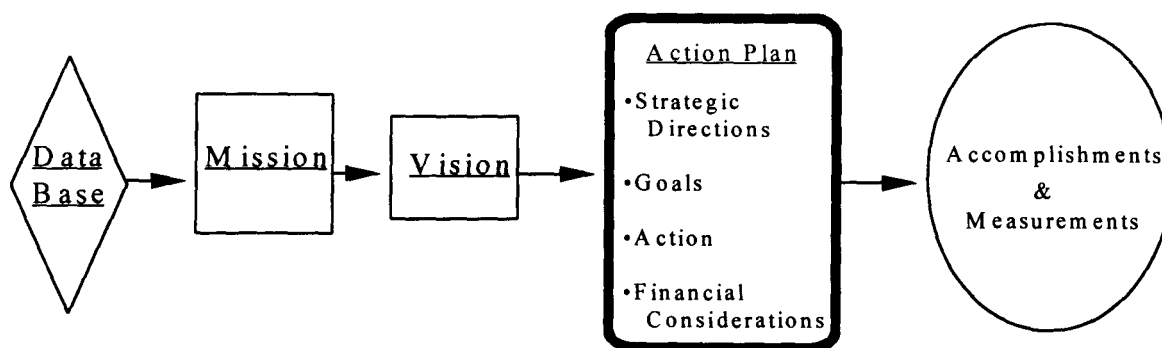 Data
Base
Mission
Vision
Action Plan
•Strategic
Directions
•Goals
•Action
•Financial
Considerations
Accomplishments
&
Measurements